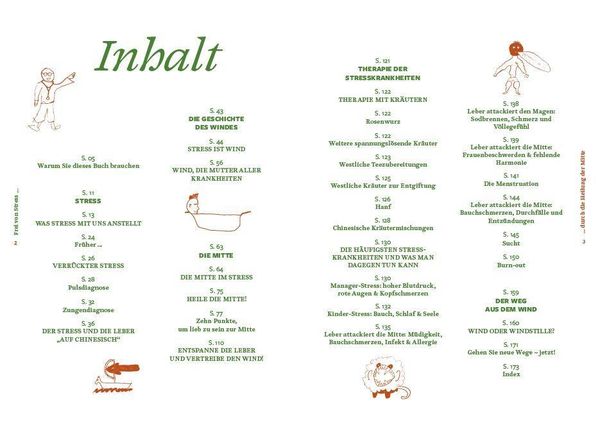 Inhalt
S. 05
Warum Sie dieses Buch brauchen
S. 11
STRESS
S. 13
WAS STRESS MIT UNS ANSTELLT
S. 24
Früher ...
S. 26
VERRÜCKTER STRESS
S. 28
Pulsdiagnose
S. 32
Zungendiagnose
S. 36
DER STRESS UND DIE LEBER
„AUF CHINESISCH“
2 Frei von Stress ...
S. 43
DIE GESCHICHTE
DES WINDES
S. 44
STRESS IST WIND
S. 56
WIND, DIE MUTTER ALLER
KRANKHEITEN
S. 63
DIE MITTE
S. 64
DIE MITTE IM STRESS
S. 75
HEILE DIE MITTE!
S. 77
Zehn Punkte,
um lieb zu sein zur Mitte
S. 110
ENTSPANNE DIE LEBER
UND VERTREIBE DEN WIND!
S. 121
THERAPIE DER
STRESSKRANKHEITEN
S. 122
THERAPIE MIT KRÄUTERN
S. 122
Rosenwurz
S. 122
Weitere spannungslösende Kräuter
S. 123
Westliche Teezubereitungen
S. 125
Westliche Kräuter zur Entgiftung
S. 126
Hanf
S. 128
Chinesische Kräutermischungen
S. 130
DIE HÄUFIGSTEN STRESS-
KRANKHEITEN UND WAS MAN
DAGEGEN TUN KANN
S. 130
Manager-Stress: hoher Blutdruck,
rote Augen & Kopfschmerzen
S. 132
Kinder-Stress: Bauch, Schlaf & Seele
S. 135
Leber attackiert die Mitte: Müdigkeit,
Bauchschmerzen, Infekt & Allergie
S. 138
Leber attackiert den Magen:
Sodbrennen, Schmerz und
Völlegefühl
S. 139
Leber attackiert die Mitte:
Frauenbeschwerden & fehlende
Harmonie
S. 141
Die Menstruation
S. 144
Leber attackiert die Mitte:
Bauchschmerzen, Durchfälle und
Entzündungen
S. 145
Sucht
S. 150
Burn-out
S. 159
DER WEG
AUS DEM WIND
S. 160
WIND ODER WINDSTILLE?
S. 171
Gehen Sie neue Wege – jetzt!
S. 173
Index
... durch die Heilung der Mitte 3